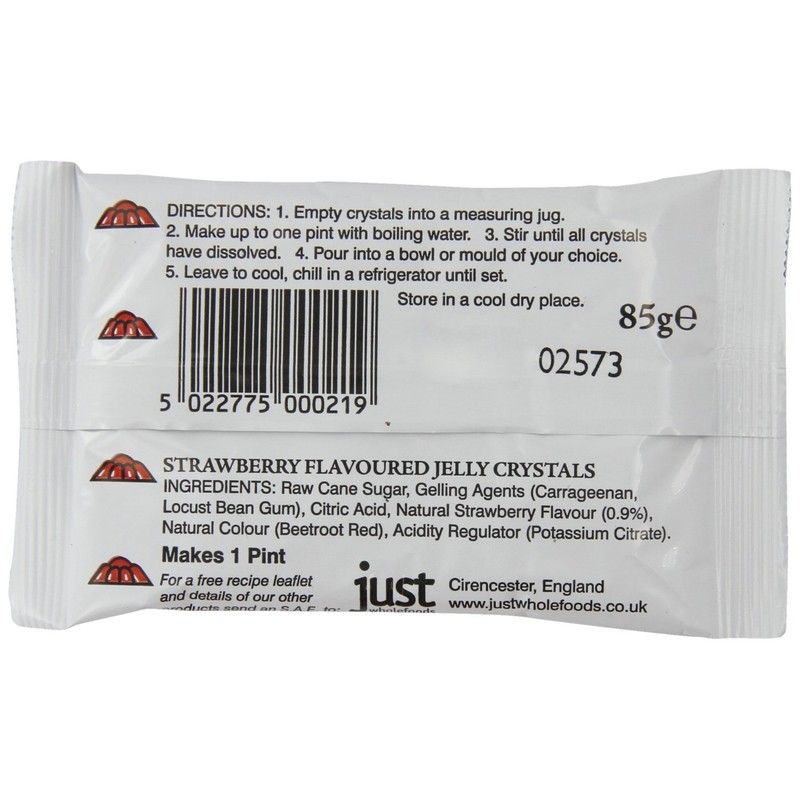 DIRECTIONS: 1. Empty crystals into a measuring jug.
2. Make up to one pint with boiling water. 3. Stir until all crystals
have dissolved. 4. Pour into a bowl or mould of your choice.
5. Leave to cool, chill in a refrigerator until set.
Store in a cool dry place.
85g℮
02573
5 022775 000219
STRAWBERRY FLAVOURED JELLY CRYSTALS
INGREDIENTS: Raw Cane Sugar, Gelling Agents (Carrageenan,
Locust Bean Gum), Citric Acid, Natural Strawberry Flavour (0.9%),
Natural Colour (Beetroot Red), Acidity Regulator (Potassium Citrate).
Makes 1 Pint
For a free recipe leaflet
and details of our other
products send an S.A.E. to:
just
wholefoods
Cirencester, England
www.justwholefoods.co.uk